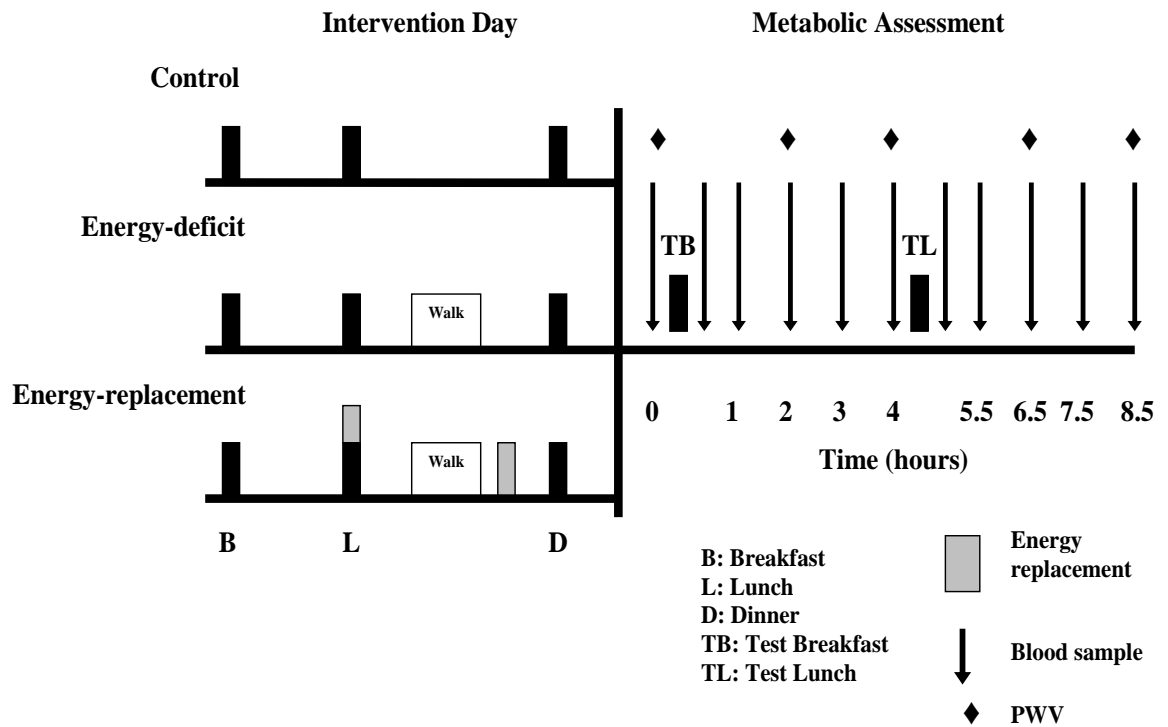 Intervention Day
Metabolic Assessment
Control
Energy-deficit
TB
TL
Walk
Energy-replacement
0 1 2 3 4 5.5 6.5 7.5 8.5
Walk
Time (hours)
B L D
B: Breakfast
L: Lunch
D: Dinner
TB: Test Breakfast
TL: Test Lunch
Energy
replacement
Blood sample
PWV